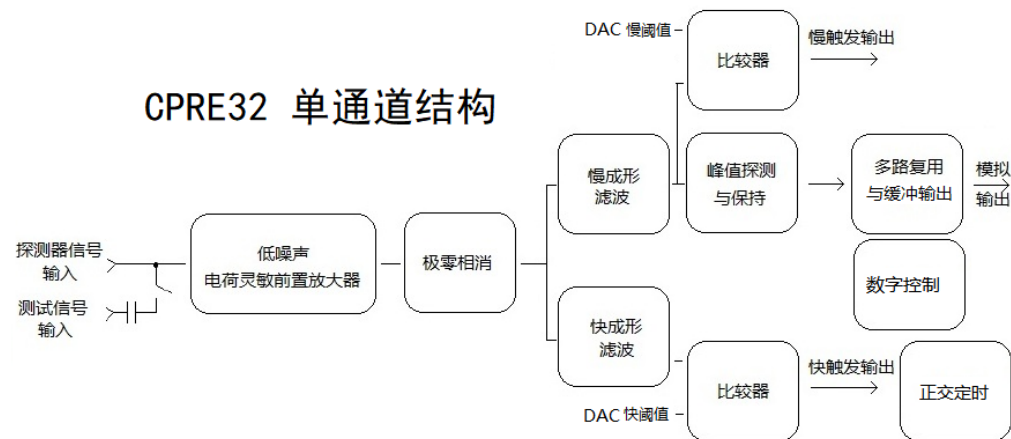 CPRE32 单通道结构
探测器信号
输入
测试信号
输入
低噪声
电荷灵敏前置放大器
极零相消
慢成形
滤波
快成形
滤波
DAC 慢阈值
比较器
慢触发输出
峰值探测
与保持
多路复用
与缓冲输出
模拟
输出
数字控制
DAC 快阈值
比较器
快触发输出
正交定时